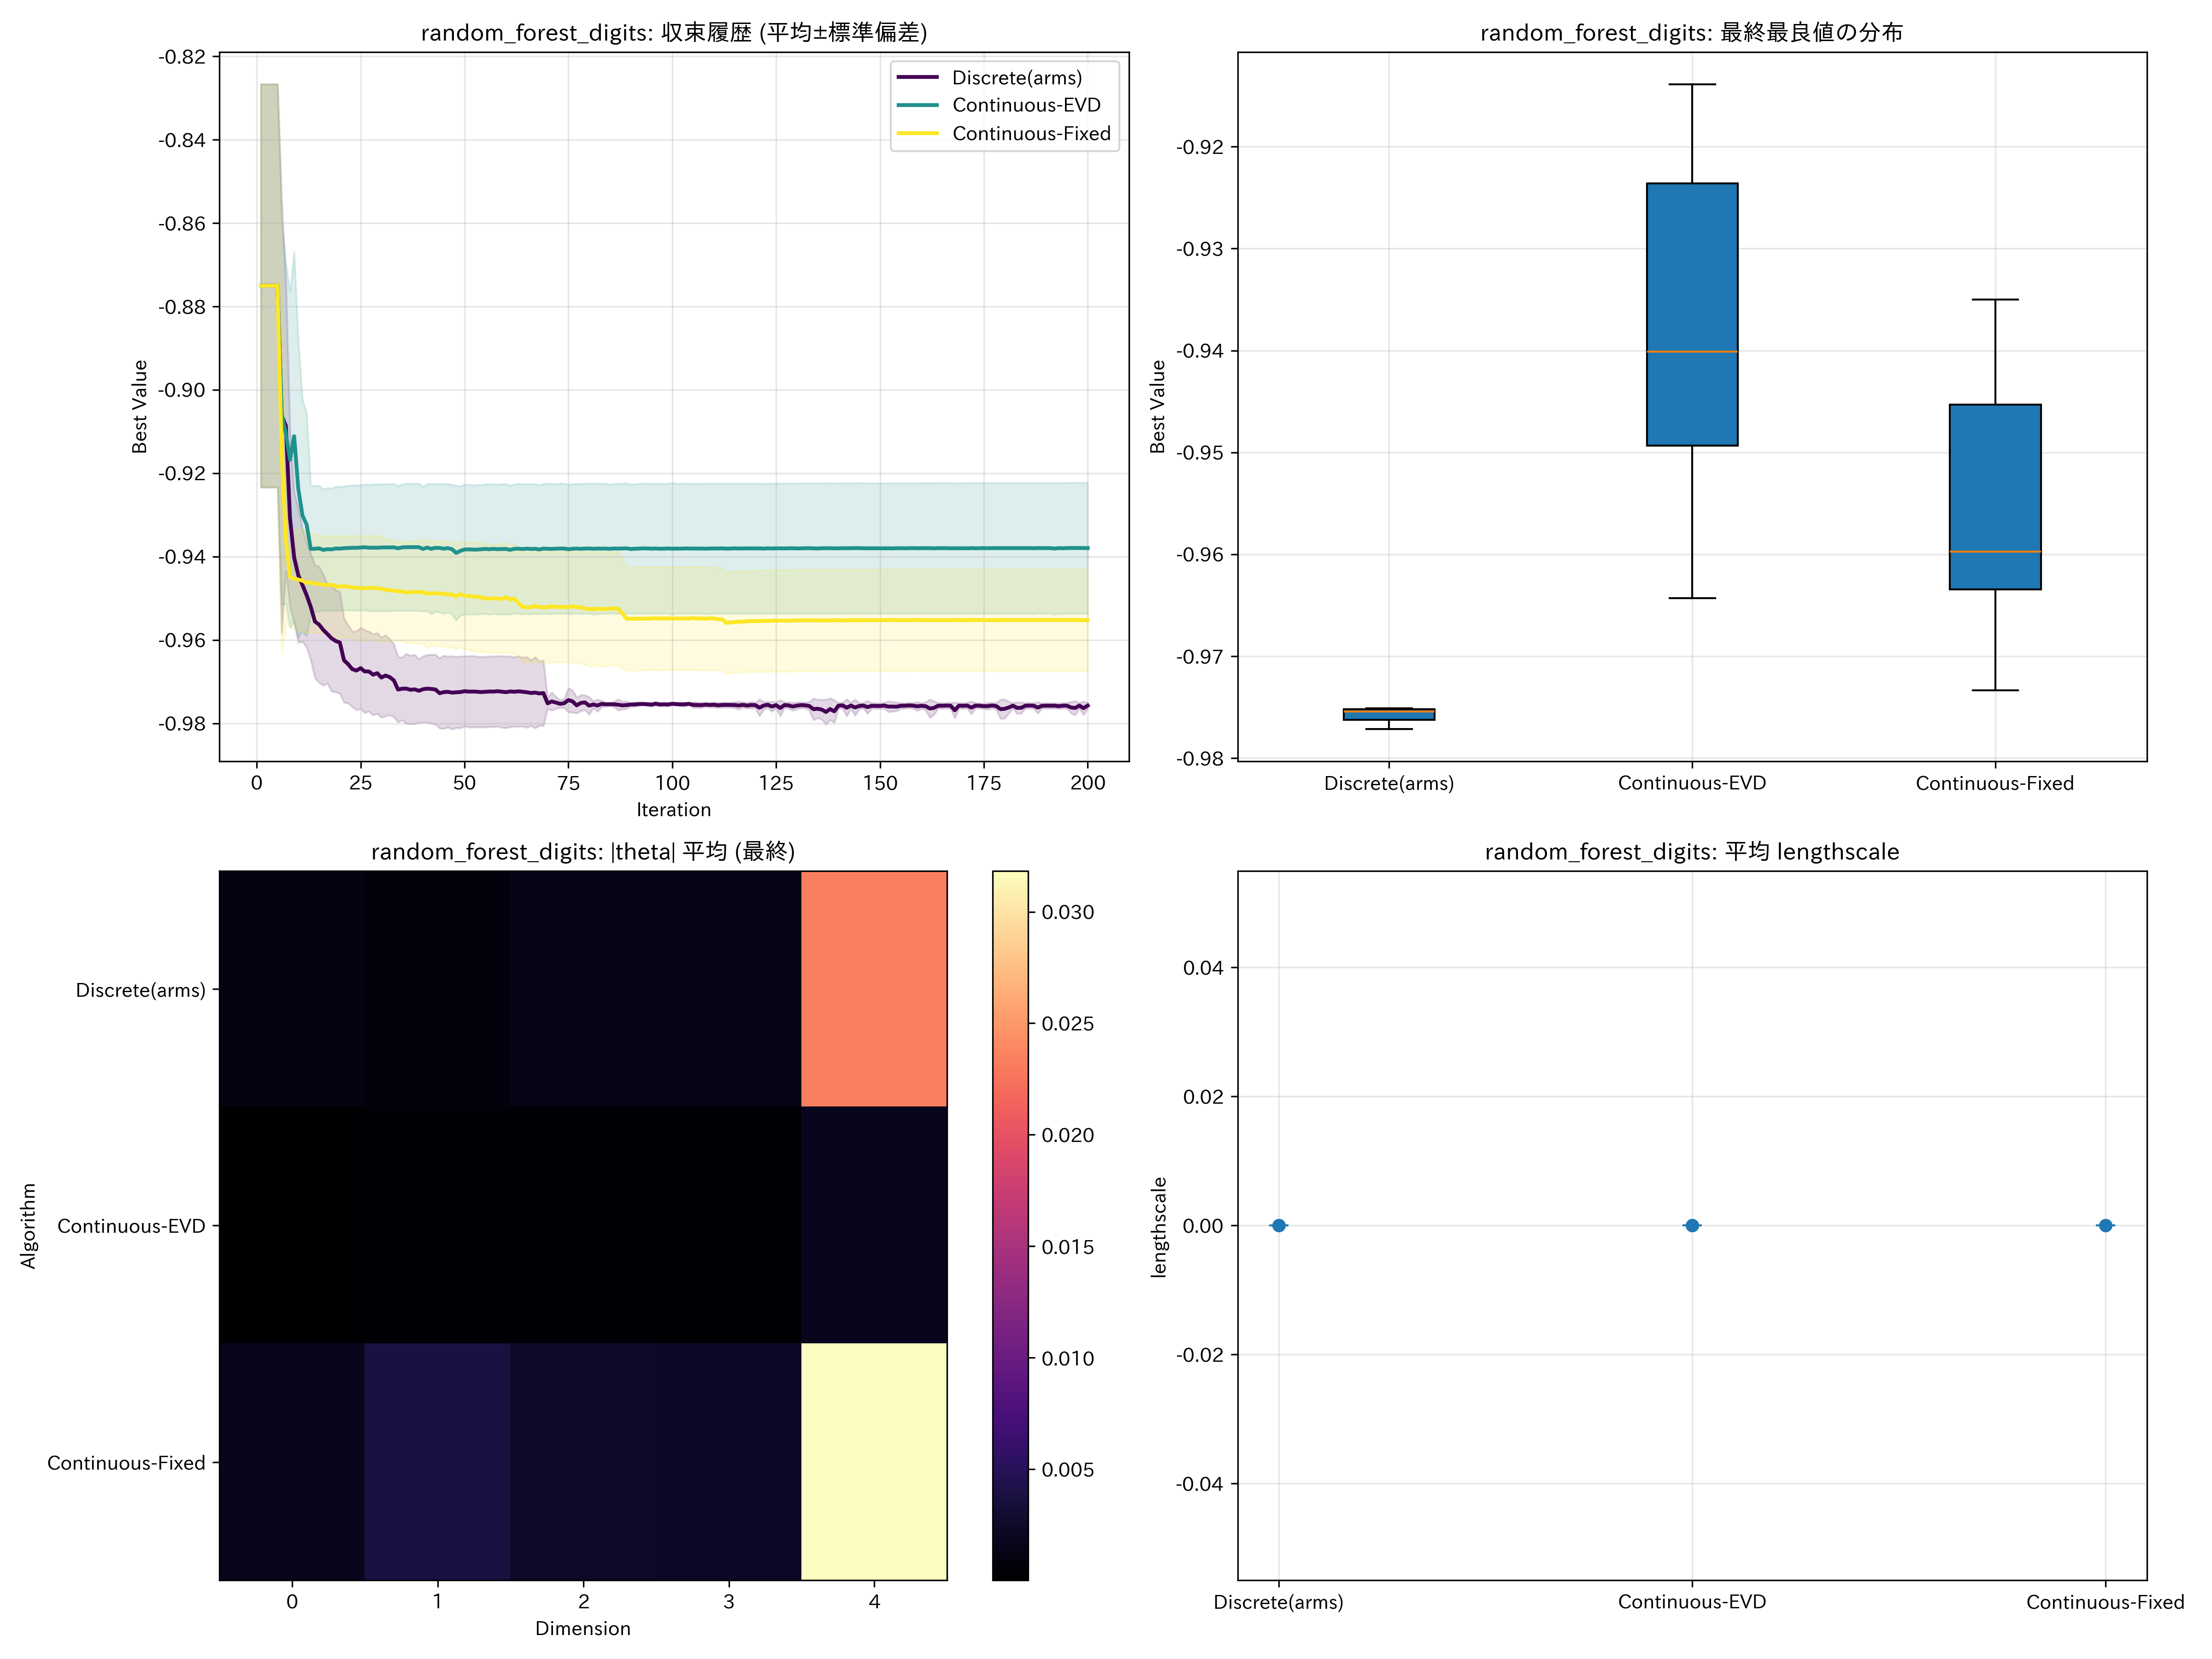 random_forest_digits: 収束履歴 (平均±標準偏差)
Best Value
-0.82
-0.84
-0.86
-0.88
-0.90
-0.92
-0.94
-0.96
-0.98
Discrete(arms)
Continuous-EVD
Continuous-Fixed
0 25 50 75 100 125 150 175 200
Iteration
random_forest_digits: 最終最良値の分布
Best Value
-0.92
-0.93
-0.94
-0.95
-0.96
-0.97
-0.98
Discrete(arms) Continuous-EVD Continuous-Fixed
random_forest_digits: |theta| 平均 (最終)
Algorithm
Discrete(arms)
Continuous-EVD
Continuous-Fixed
0 1 2 3 4
Dimension
0.030
0.025
0.020
0.015
0.010
0.005
random_forest_digits: 平均 lengthscale
lengthscale
0.04
0.02
0.00
-0.02
-0.04
Discrete(arms) Continuous-EVD Continuous-Fixed